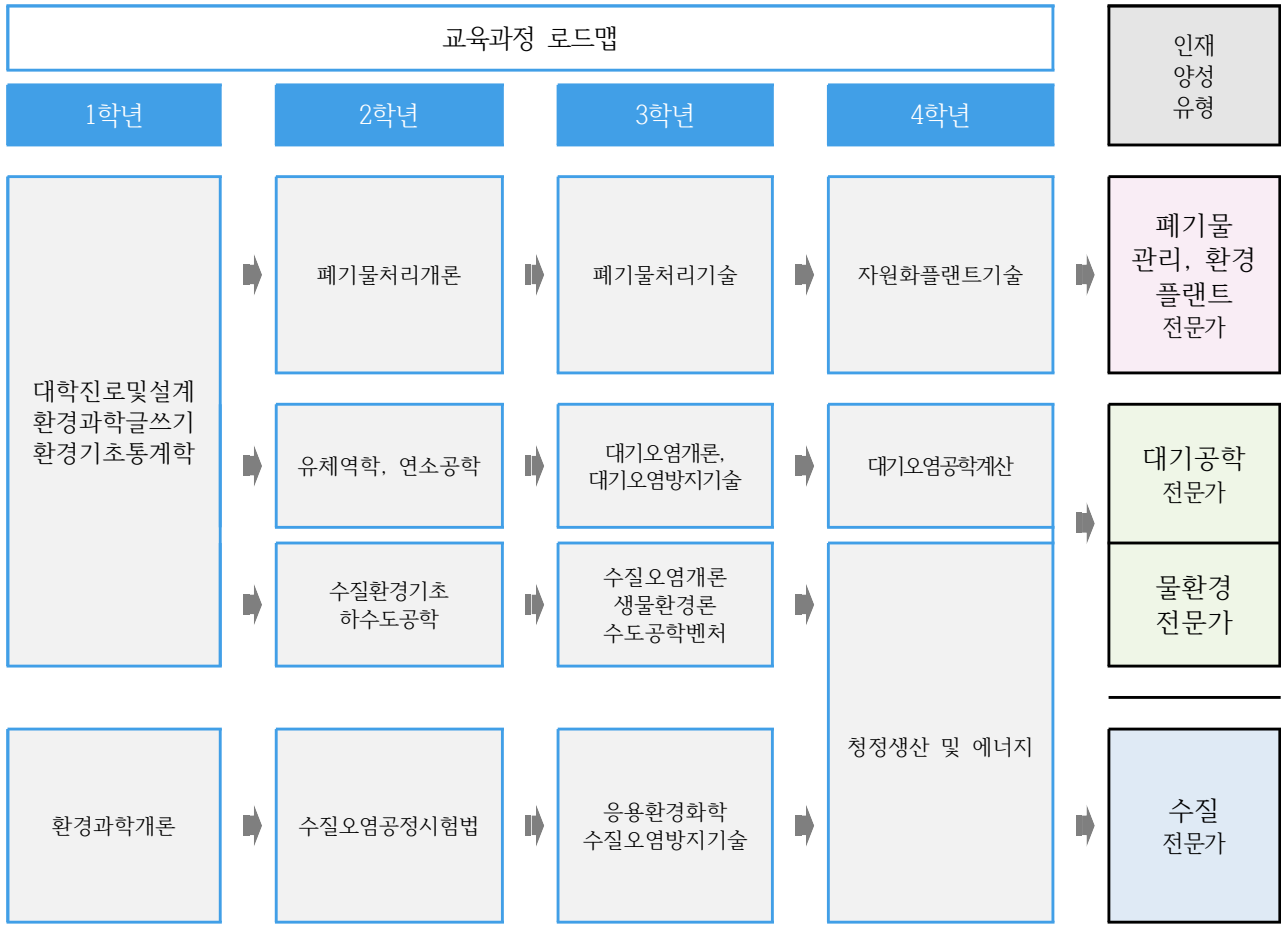 교육과정 로드맵
인재
양성
유형
1학년
2학년
3학년
4학년
대학진로및설계
환경과학글쓰기
환경기초통계학
폐기물처리개론
폐기물처리기술
자원화플랜트기술
폐기물
관리, 환경
플랜트
전문가
유체역학, 연소공학
대기오염개론,
대기오염방지기술
대기오염공학계산
대기공학
전문가
수질환경기초
하수도공학
수질오염개론
생물환경론
수도공학벤처
물환경
전문가
환경과학개론
수질오염공정시험법
응용환경화학
수질오염방지기술
청정생산 및 에너지
수질
전문가